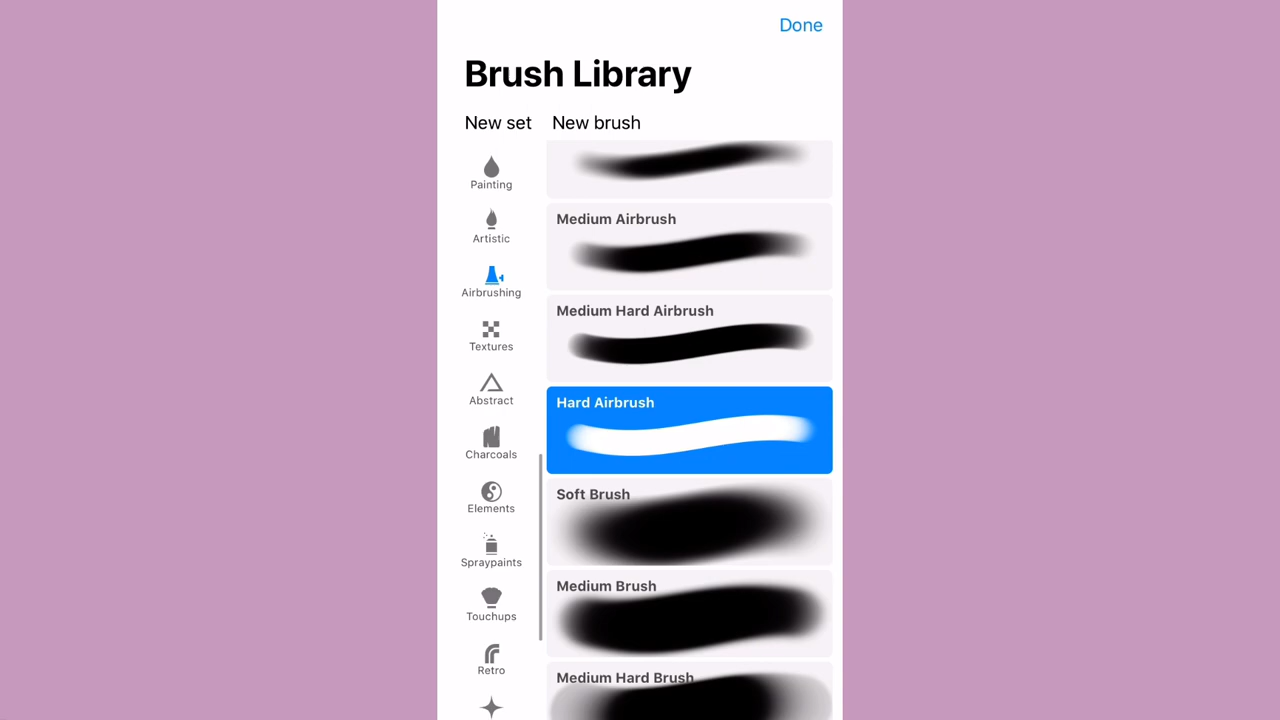 Done
Brush Library
New set
New brush
Painting
Artistic
Airbrushing
Textures
Abstract
Charcoals
Elements
Spraypaints
Touchups
Retro
Medium Airbrush
Medium Hard Airbrush
Hard Airbrush
Soft Brush
Medium Brush
Medium Hard Brush